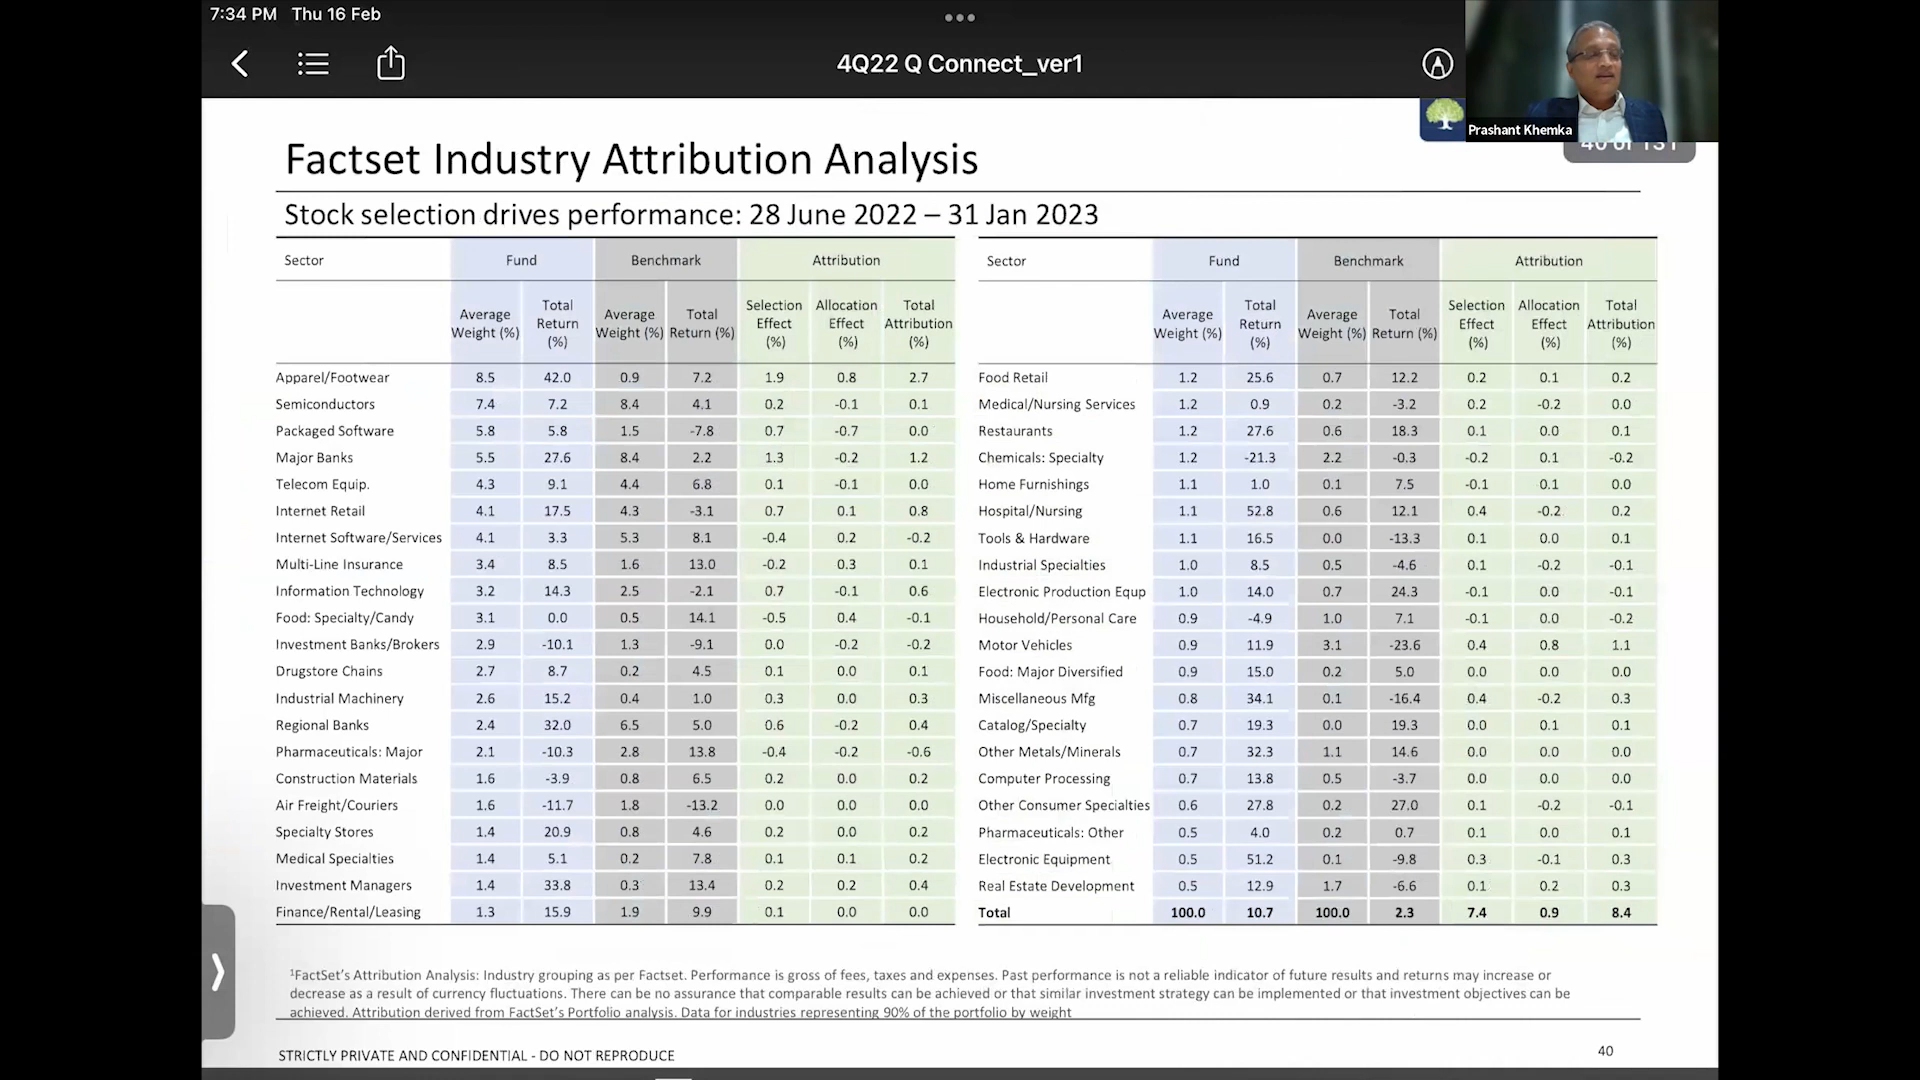 7:34 PM Thu 16 Feb
4Q22 Q Connect_ver1
Prashant Khemka
40 of 131
Factset Industry Attribution Analysis
Stock selection drives performance: 28 June 2022 – 31 Jan 2023
Sector Fund Benchmark Attribution
Average Weight (%) Total Return (%) Average Weight (%) Total Return (%) Selection Effect (%) Allocation Effect (%) Total Attribution (%)
Apparel/Footwear 8.5 42.0 0.9 7.2 1.9 0.8 2.7
Semiconductors 7.4 7.2 8.4 4.1 0.2 -0.1 0.1
Packaged Software 5.8 5.8 1.5 -7.8 0.7 -0.7 0.0
Major Banks 5.5 27.6 8.4 2.2 1.3 -0.2 1.2
Telecom Equip. 4.3 9.1 4.4 6.8 0.1 -0.1 0.0
Internet Retail 4.1 17.5 4.3 -3.1 0.7 0.1 0.8
Internet Software/Services 4.1 3.3 5.3 8.1 -0.4 0.2 -0.2
Multi-Line Insurance 3.4 8.5 1.6 13.0 -0.2 0.3 0.1
Information Technology 3.2 14.3 2.5 -2.1 0.7 -0.1 0.6
Food: Specialty/Candy 3.1 0.0 0.5 14.1 -0.5 0.4 -0.1
Investment Banks/Brokers 2.9 -10.1 1.3 -9.1 0.0 -0.2 -0.2
Drugstore Chains 2.7 8.7 0.2 4.5 0.1 0.0 0.1
Industrial Machinery 2.6 15.2 0.4 1.0 0.3 0.0 0.3
Regional Banks 2.4 32.0 6.5 5.0 0.6 -0.2 0.4
Pharmaceuticals: Major 2.1 -10.3 2.8 13.8 -0.4 -0.2 -0.6
Construction Materials 1.6 -3.9 0.8 6.5 0.2 0.0 0.2
Air Freight/Couriers 1.6 -11.7 1.8 -13.2 0.0 0.0 0.0
Specialty Stores 1.4 20.9 0.8 4.6 0.2 0.0 0.2
Medical Specialties 1.4 5.1 0.2 7.8 0.1 0.1 0.2
Investment Managers 1.4 33.8 0.3 13.4 0.2 0.2 0.4
Finance/Rental/Leasing 1.3 15.9 1.9 9.9 0.1 0.0 0.0
Sector Fund Benchmark Attribution
Average Weight (%) Total Return (%) Average Weight (%) Total Return (%) Selection Effect (%) Allocation Effect (%) Total Attribution (%)
Food Retail 1.2 25.6 0.7 12.2 0.2 0.1 0.2
Medical/Nursing Services 1.2 0.9 0.2 -3.2 0.2 -0.2 0.0
Restaurants 1.2 27.6 0.6 18.3 0.1 0.0 0.1
Chemicals: Specialty 1.2 -21.3 2.2 -0.3 -0.2 0.1 -0.2
Home Furnishings 1.1 1.0 0.1 7.5 -0.1 0.1 0.0
Hospital/Nursing 1.1 52.8 0.6 12.1 0.4 -0.2 0.2
Tools & Hardware 1.1 16.5 0.0 -13.3 0.1 0.0 0.1
Industrial Specialties 1.0 8.5 0.5 -4.6 0.1 -0.2 -0.1
Electronic Production Equp 1.0 14.0 0.7 24.3 -0.1 0.0 -0.1
Household/Personal Care 0.9 -4.9 1.0 7.1 -0.1 0.0 -0.2
Motor Vehicles 0.9 11.9 3.1 -23.6 0.4 0.8 1.1
Food: Major Diversified 0.9 15.0 0.2 5.0 0.0 0.0 0.0
Miscellaneous Mfg 0.8 34.1 0.1 -16.4 0.4 -0.2 0.3
Catalog/Specialty 0.7 19.3 0.0 19.3 0.0 0.1 0.1
Other Metals/Minerals 0.7 32.3 1.1 14.6 0.0 0.0 0.0
Computer Processing 0.7 13.8 0.5 -3.7 0.0 0.0 0.0
Other Consumer Specialties 0.6 27.8 0.2 27.0 0.1 -0.2 -0.1
Pharmaceuticals: Other 0.5 4.0 0.2 0.7 0.1 0.0 0.1
Electronic Equipment 0.5 51.2 0.1 -9.8 0.3 -0.1 0.3
Real Estate Development 0.5 12.9 1.7 -6.6 0.1 0.2 0.3
Total 100.0 10.7 100.0 2.3 7.4 0.9 8.4
¹FactSet's Attribution Analysis: Industry grouping as per Factset. Performance is gross of fees, taxes and expenses. Past performance is not a reliable indicator of future results and returns may increase or
decrease as a result of currency fluctuations. There can be no assurance that comparable results can be achieved or that similar investment strategy can be implemented or that investment objectives can be
achieved. Attribution derived from FactSet's Portfolio analysis. Data for industries representing 90% of the portfolio by weight
STRICTLY PRIVATE AND CONFIDENTIAL - DO NOT REPRODUCE
40